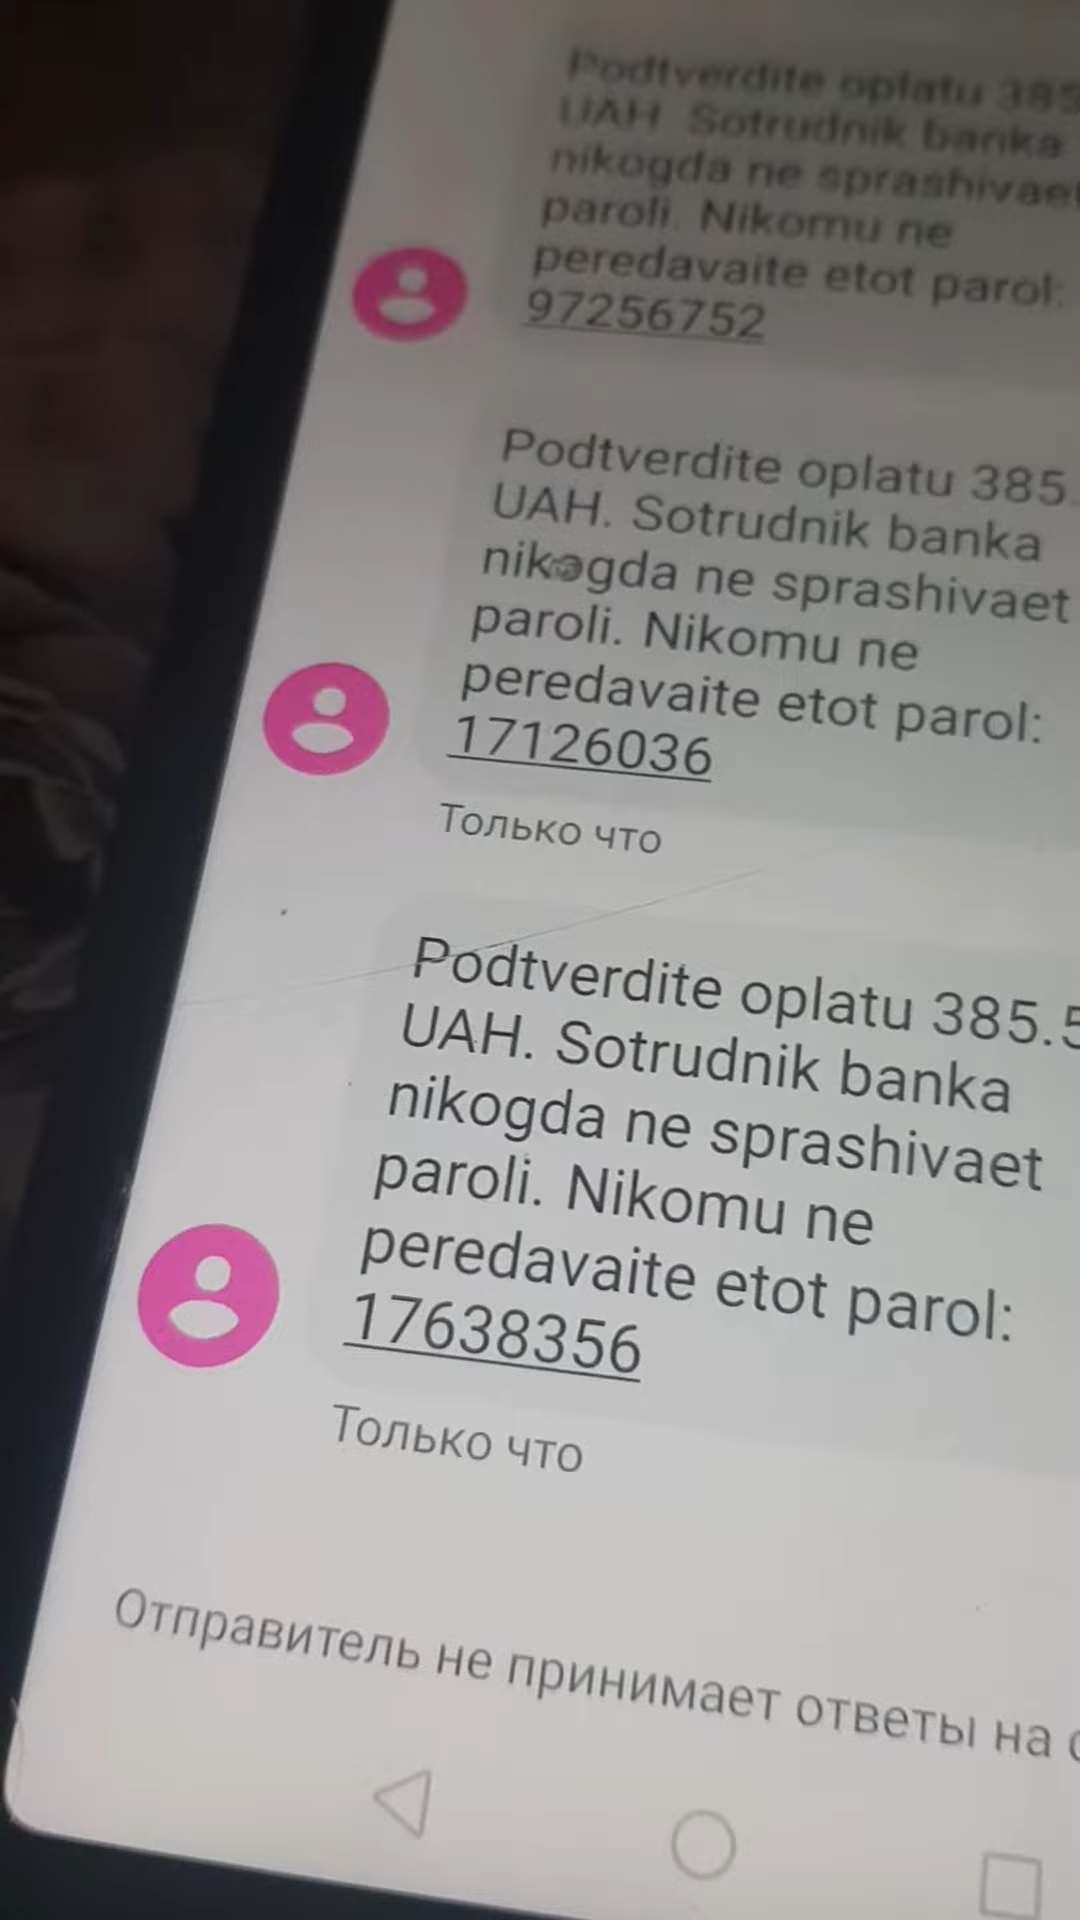 Podtverdite oplatu 385
UAH. Sotrudnik banka
nikogda ne sprashivaet
paroli. Nikomu ne
peredavaite etot parol:
97256752
Podtverdite oplatu 385.
UAH. Sotrudnik banka
nikogda ne sprashivaet
paroli. Nikomu ne
peredavaite etot parol:
17126036
Только что
Podtverdite oplatu 385.5
UAH. Sotrudnik banka
nikogda ne sprashivaet
paroli. Nikomu ne
peredavaite etot parol:
17638356
Только что
Отправитель не принимает ответы на